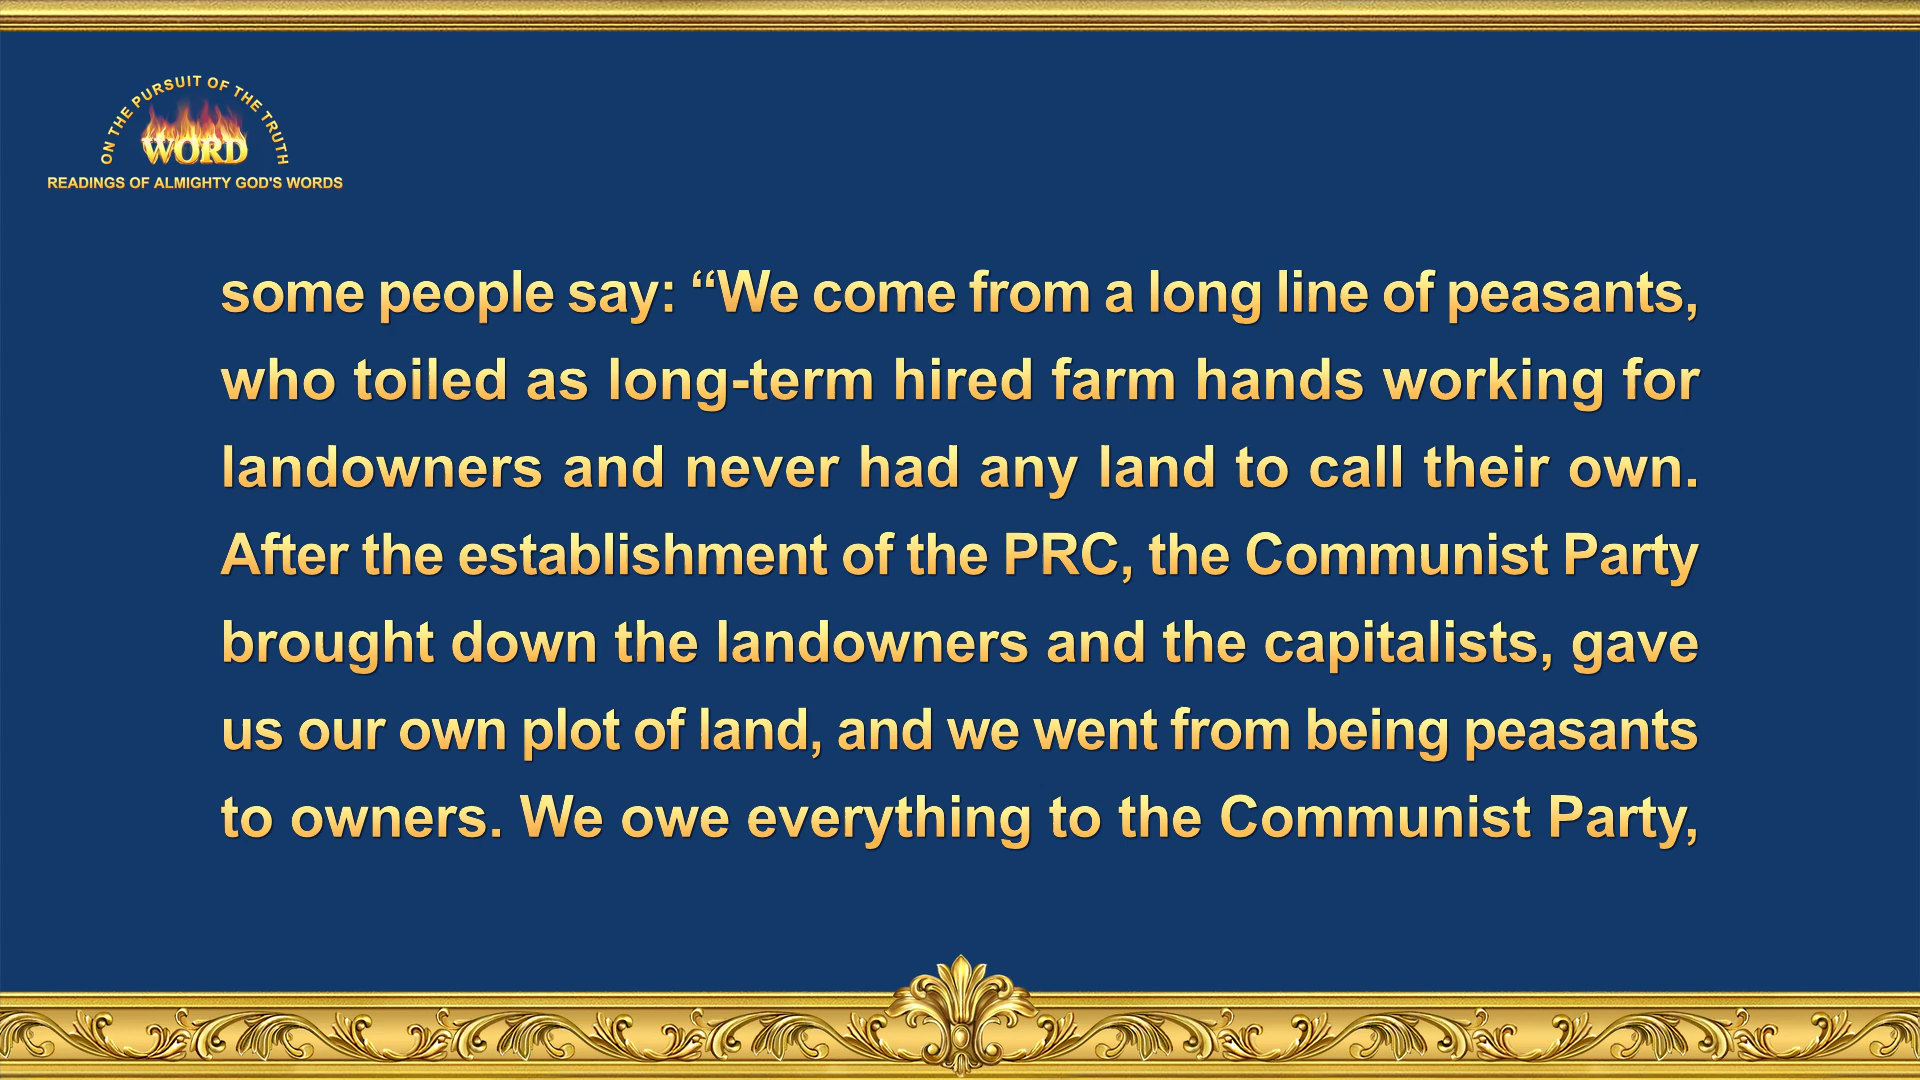 ON THE PURSUIT OF THE TRUTH
WORD
READINGS OF ALMIGHTY GOD'S WORDS
some people say: “We come from a long line of peasants,
who toiled as long-term hired farm hands working for
landowners and never had any land to call their own.
After the establishment of the PRC, the Communist Party
brought down the landowners and the capitalists, gave
us our own plot of land, and we went from being peasants
to owners. We owe everything to the Communist Party,